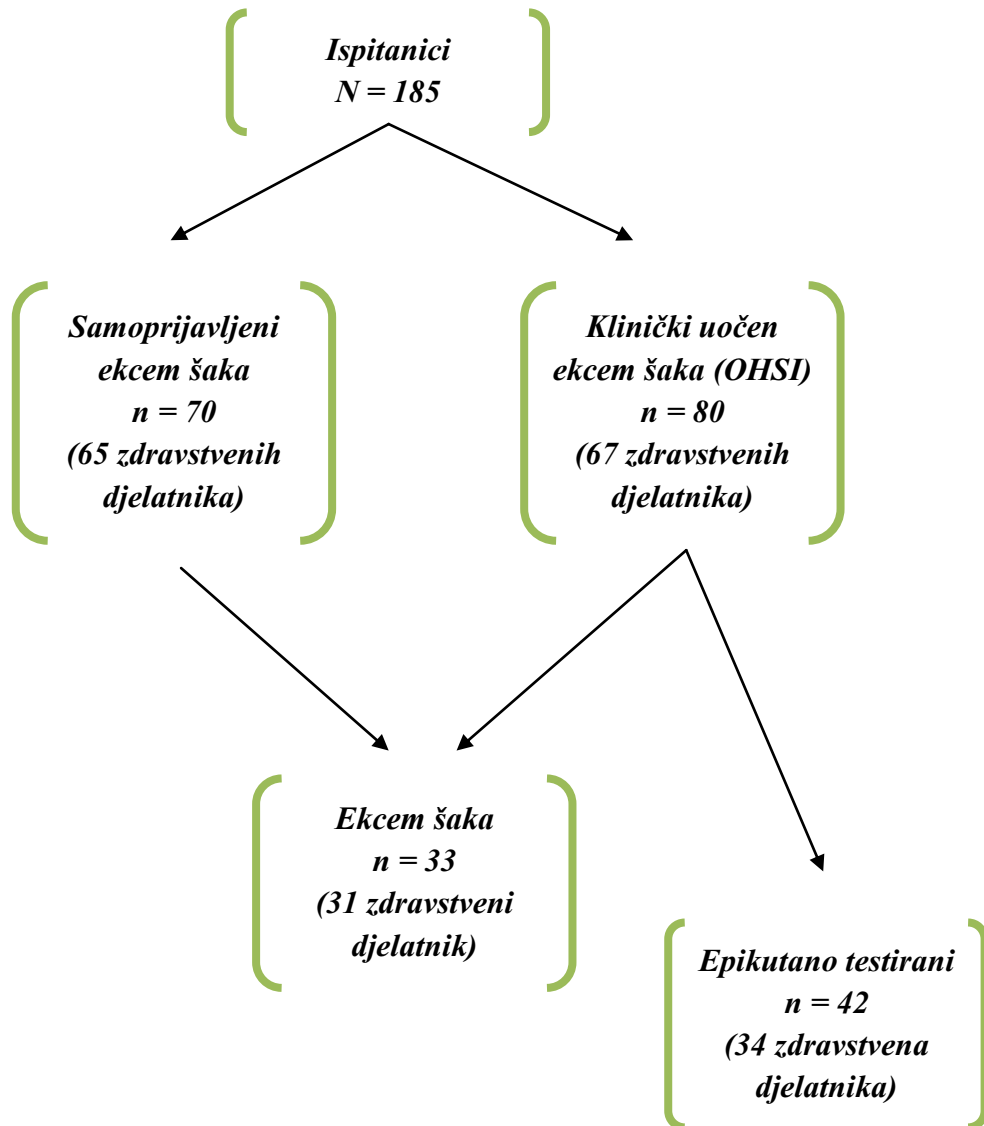 Ispitanici
N = 185
Samoprijavljeni
ekcem šaka
n = 70
(65 zdravstvenih
djelatnika)
Klinički uočen
ekcem šaka (OHSI)
n = 80
(67 zdravstvenih
djelatnika)
Ekcem šaka
n = 33
(31 zdravstveni
djelatnik)
Epikutano testirani
n = 42
(34 zdravstvena
djelatnika)